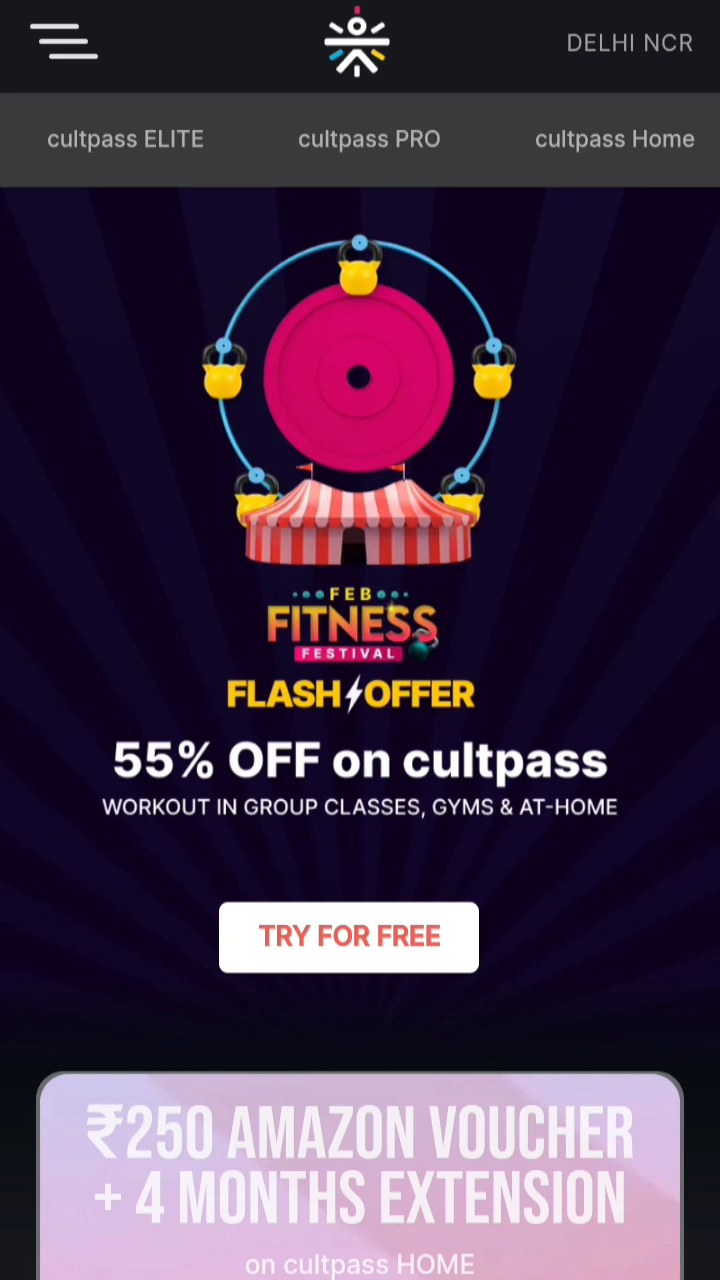 DELHI NCR
cultpass ELITE
cultpass PRO
cultpass Home
FEB
FITNESS
FESTIVAL
FLASH OFFER
55% OFF on cultpass
WORKOUT IN GROUP CLASSES, GYMS & AT-HOME
TRY FOR FREE
₹250 AMAZON VOUCHER
+ 4 MONTHS EXTENSION
on cultpass HOME